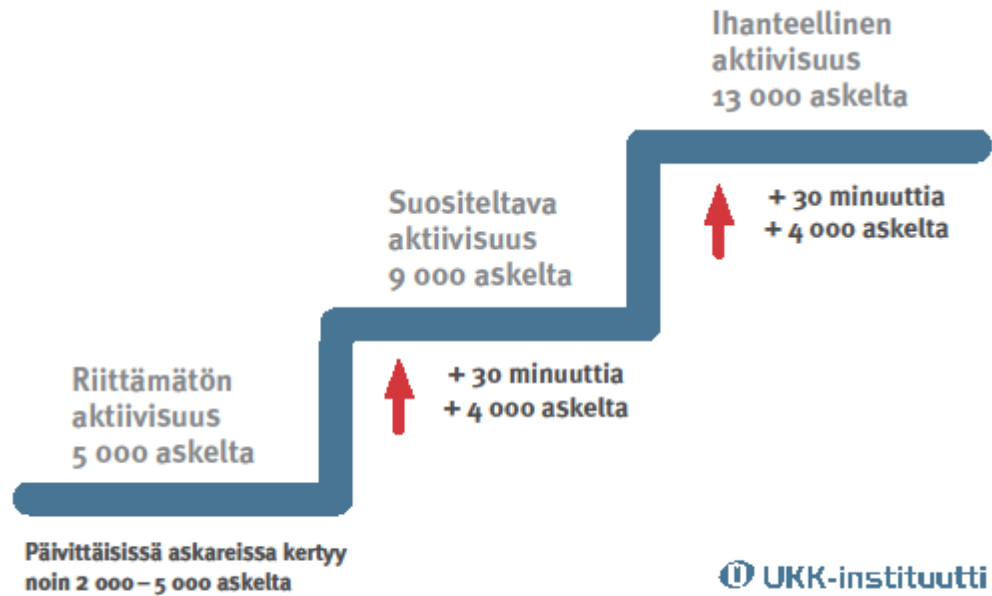 Ihanteellinen
aktiivisuus
13 000 askelta
+ 30 minuuttia
+ 4 000 askelta
Suositeltava
aktiivisuus
9 000 askelta
+ 30 minuuttia
+ 4 000 askelta
Riittämätön
aktiivisuus
5 000 askelta
Päivittäisissä askareissa kertyy
noin 2 000 – 5 000 askelta
UKK-instituutti